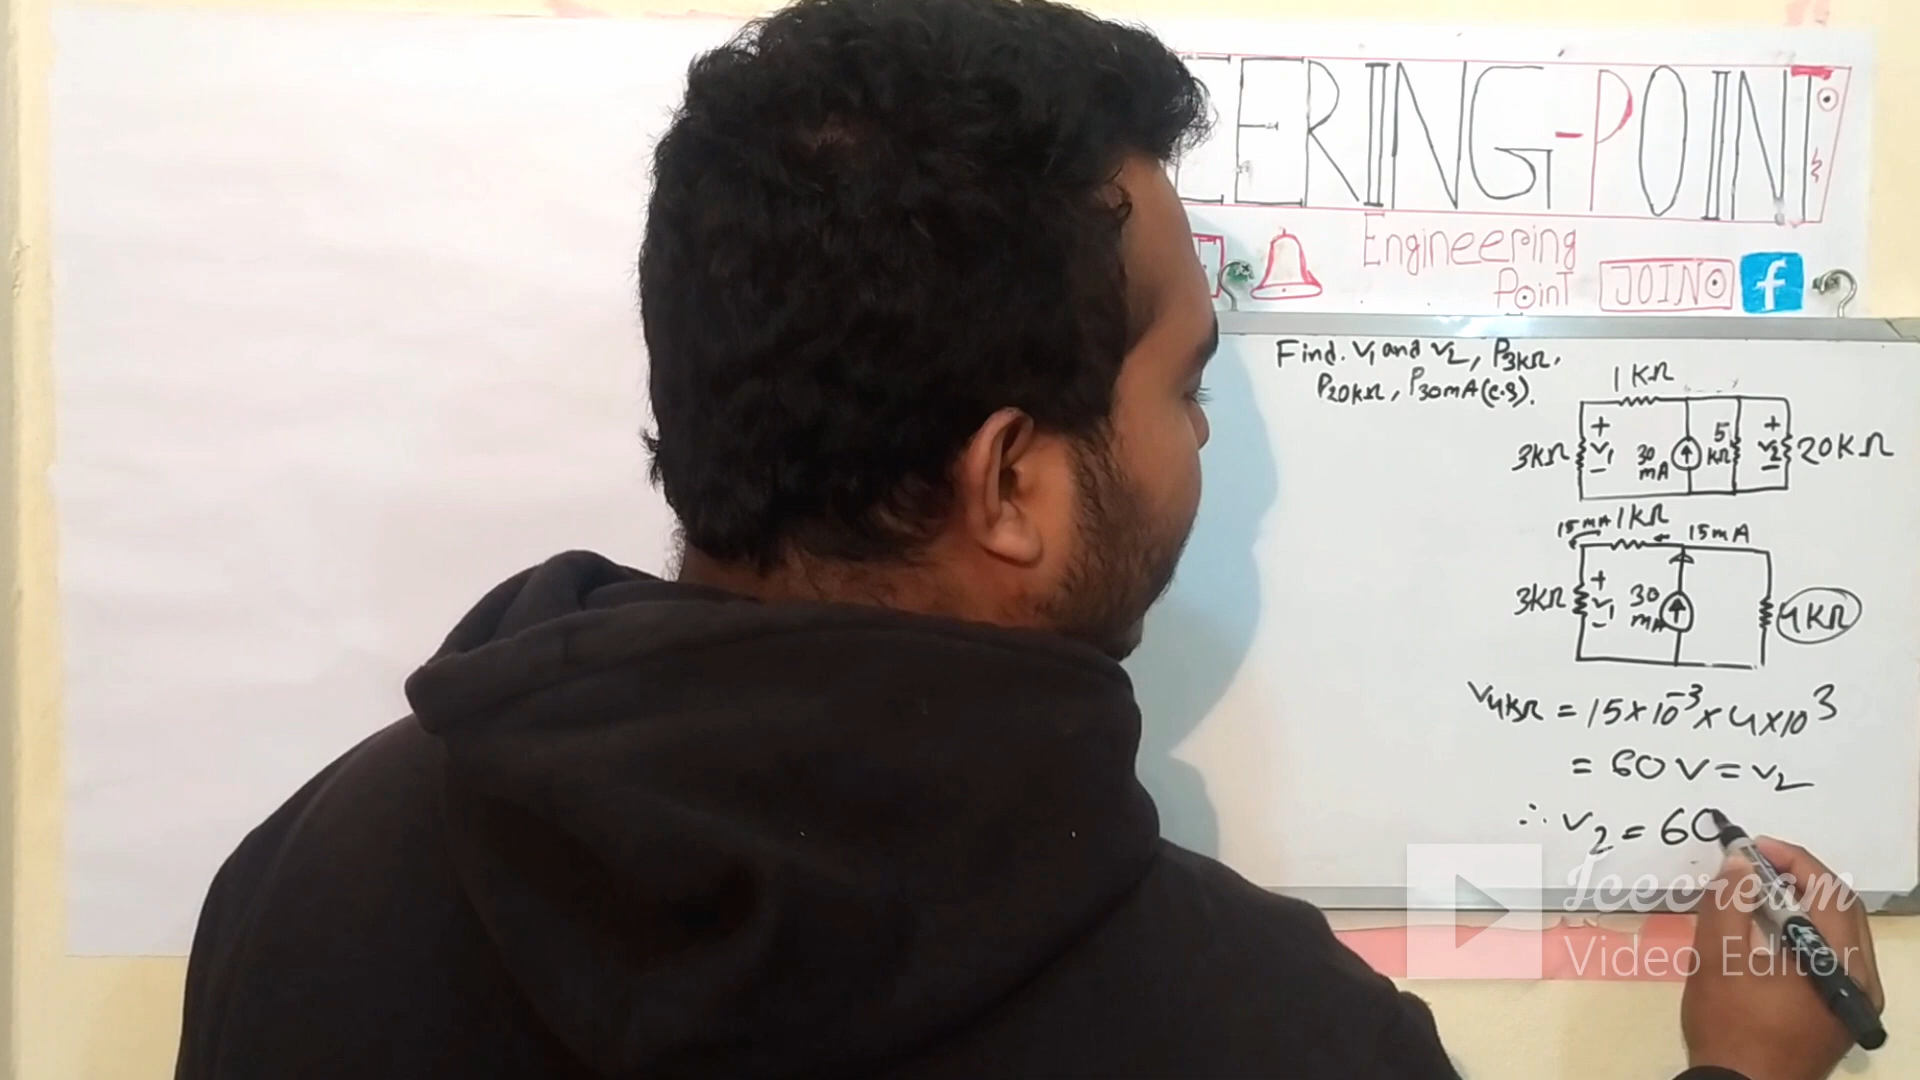 EERING-POINT
Engineering
Point
JOIN
f
Find. V1 and V2, P3kΩ,
P20kΩ, P30mA(c.s).
1KΩ
3kΩ
+
V1
-
30
mA
5
kΩ
+
V2
-
20KΩ
15mA
1KΩ
15mA
3kΩ
+
V1
-
30
mA
4KΩ
V4KΩ = 15×10⁻³×4×10³
= 60V = V2
∴ V2 = 60
Icecream
Video Editor